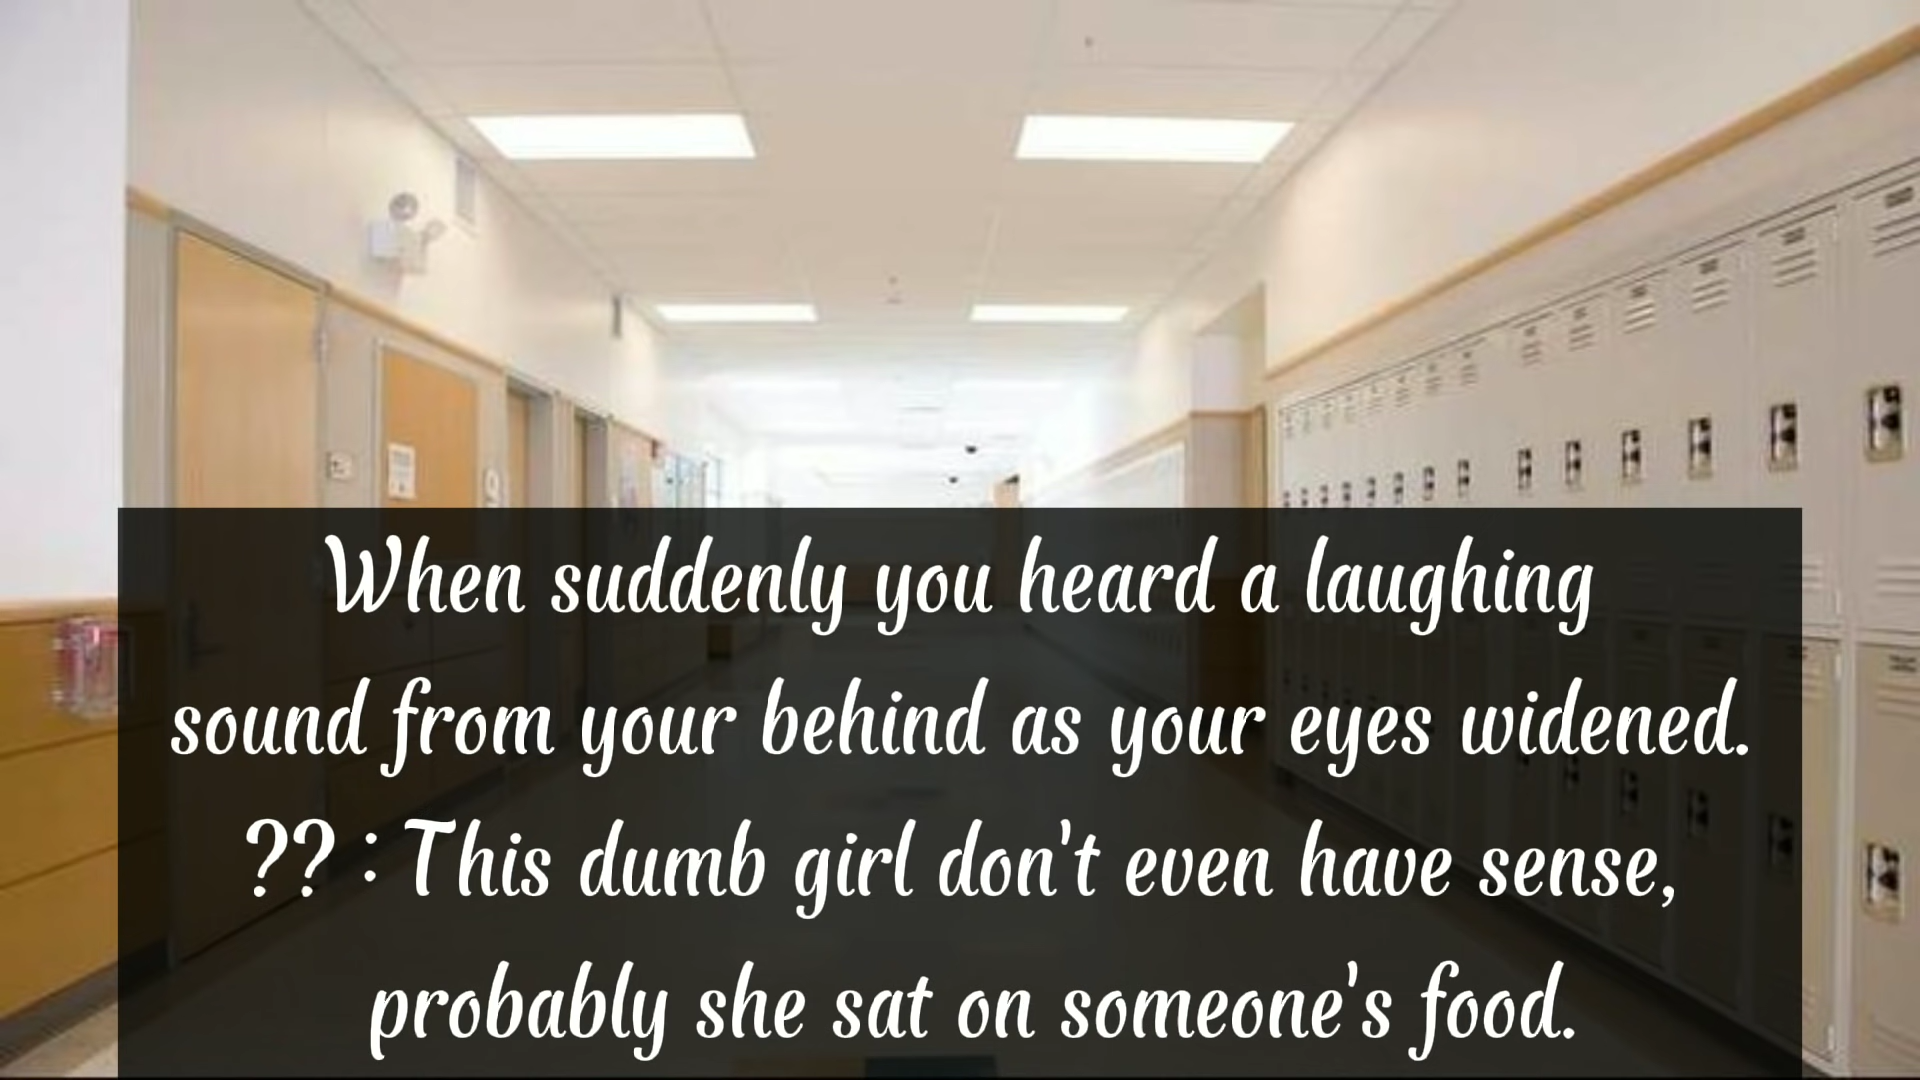 When suddenly you heard a laughing
sound from your behind as your eyes widened.
?? : This dumb girl don't even have sense,
probably she sat on someone's food.